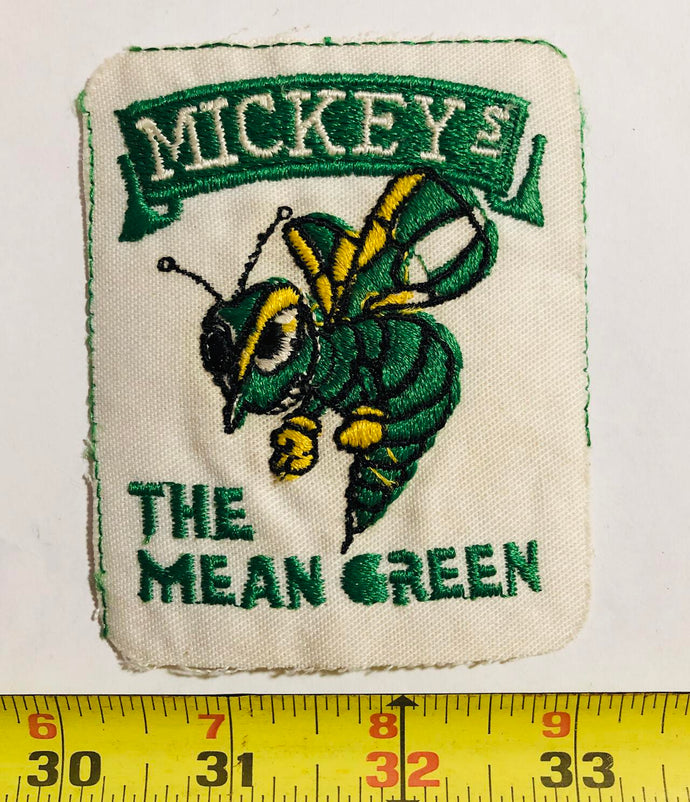 MICKEY'S
THE
MEAN GREEN
6 7 8 9
30 31 32 33